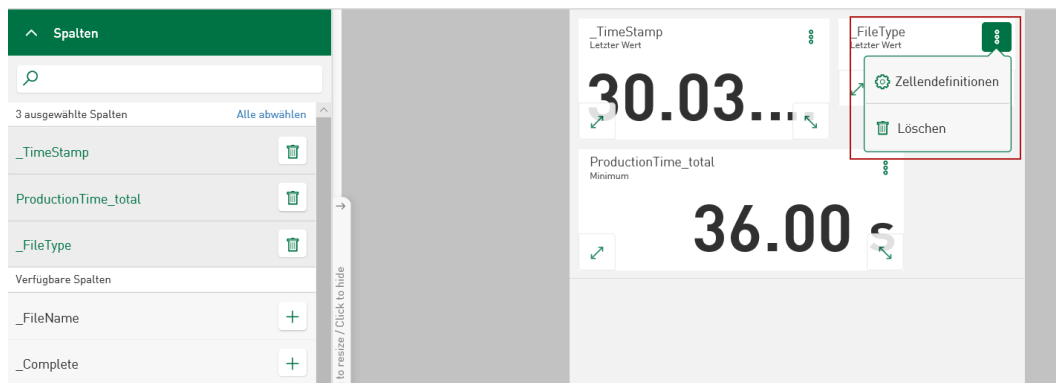 Spalten
3 ausgewählte Spalten Alle abwählen
_TimeStamp
ProductionTime_total
_FileType
Verfügbare Spalten
_FileName
_Complete
to resize / Click to hide
_TimeStamp
Letzter Wert
30.03....
_FileType
Letzter Wert
Zellendefinitionen
Löschen
ProductionTime_total
Minimum
36.00 s